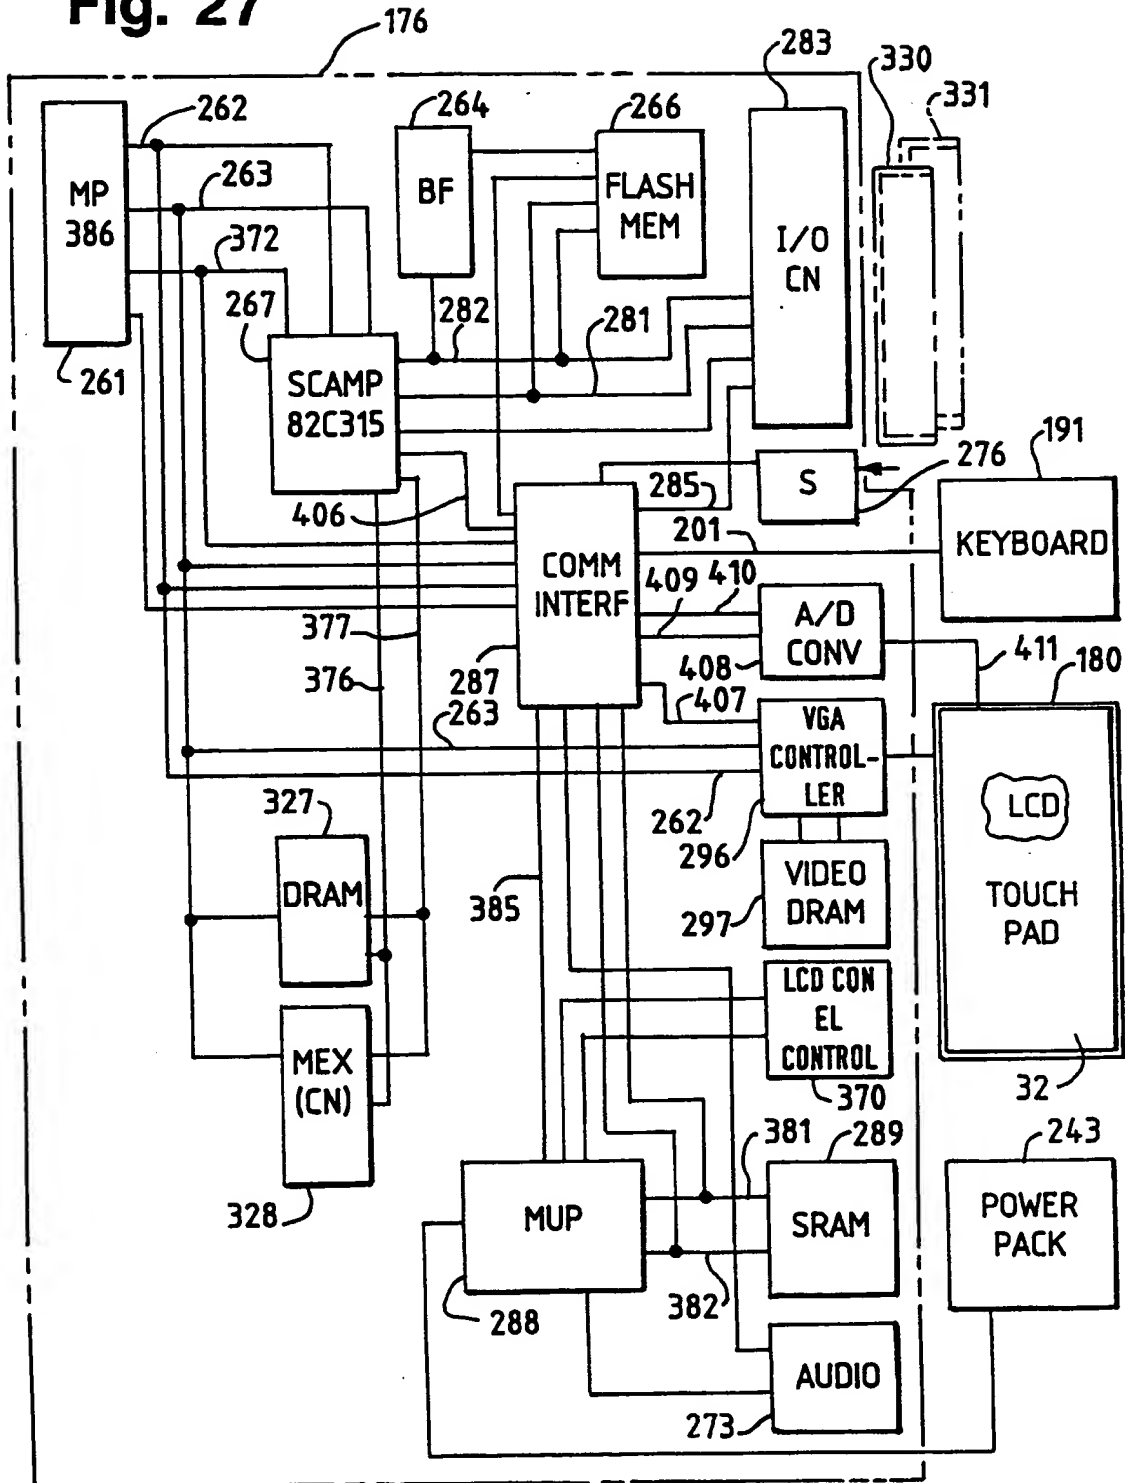 Fig. 27
176
283
330
331
262
264
266
MP
386
263
BF
FLASH
MEM
I/O
CN
372
267
282
281
261
SCAMP
82C315
191
276
406
285
S
201
KEYBOARD
COMM
INTERF
409
410
A/D
CONV
377
376
287
408
411
180
263
407
VGA
CONTROL-
LER
327
262
296
LCD
DRAM
385
VIDEO
DRAM
297
TOUCH
PAD
LCD CON
EL
CONTROL
MEX
(CN)
370
32
381
289
243
328
MUP
SRAM
POWER
PACK
288
382
AUDIO
273